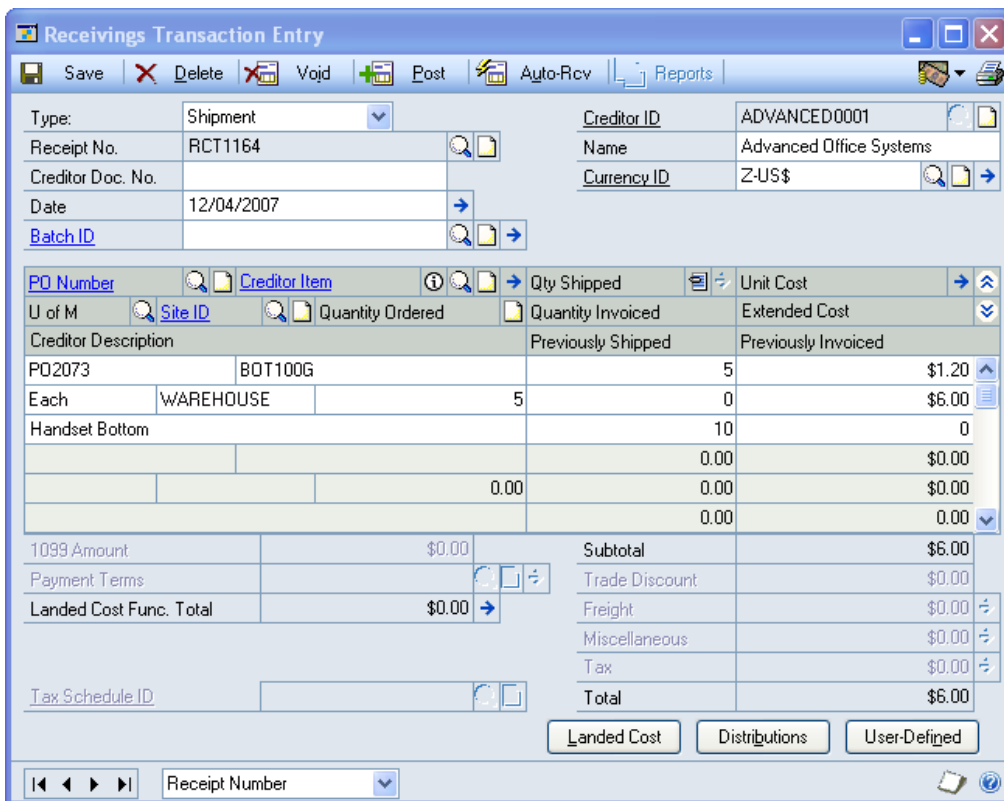 Receivings Transaction Entry
Save Delete Void Post Auto-Rcv Reports
Type: Shipment Creditor ID ADVANCED0001
Receipt No. RCT1164 Name Advanced Office Systems
Creditor Doc. No. Currency ID Z-US$
Date 12/04/2007
Batch ID
PO Number Creditor Item Qty Shipped Unit Cost
U of M Site ID Quantity Ordered Quantity Invoiced Extended Cost
Creditor Description Previously Shipped Previously Invoiced
PO2073 BOT100G 5 $1.20
Each WAREHOUSE 5 0 $6.00
Handset Bottom 10 0
0.00 $0.00
0.00 0.00 $0.00
0.00 0.00
1099 Amount $0.00 Subtotal $6.00
Payment Terms Trade Discount $0.00
Landed Cost Func. Total $0.00 Freight $0.00
Miscellaneous $0.00
Tax $0.00
Tax Schedule ID Total $6.00
Landed Cost Distributions User-Defined
Receipt Number